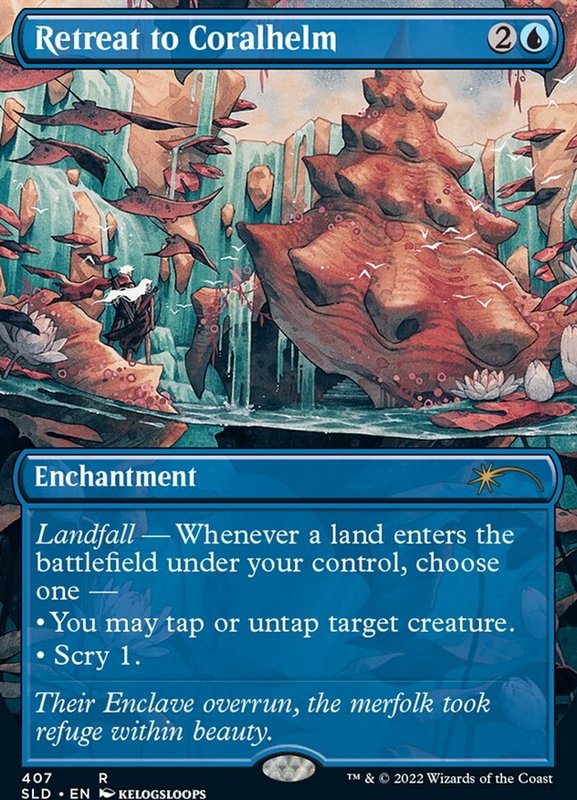 Retreat to Coralhelm 2
Enchantment
Landfall — Whenever a land enters the
battlefield under your control, choose
one —
• You may tap or untap target creature.
• Scry 1.
Their Enclave overrun, the merfolk took
refuge within beauty.
407 R
SLD • EN KELOGSLOOPS
™ & © 2022 Wizards of the Coast